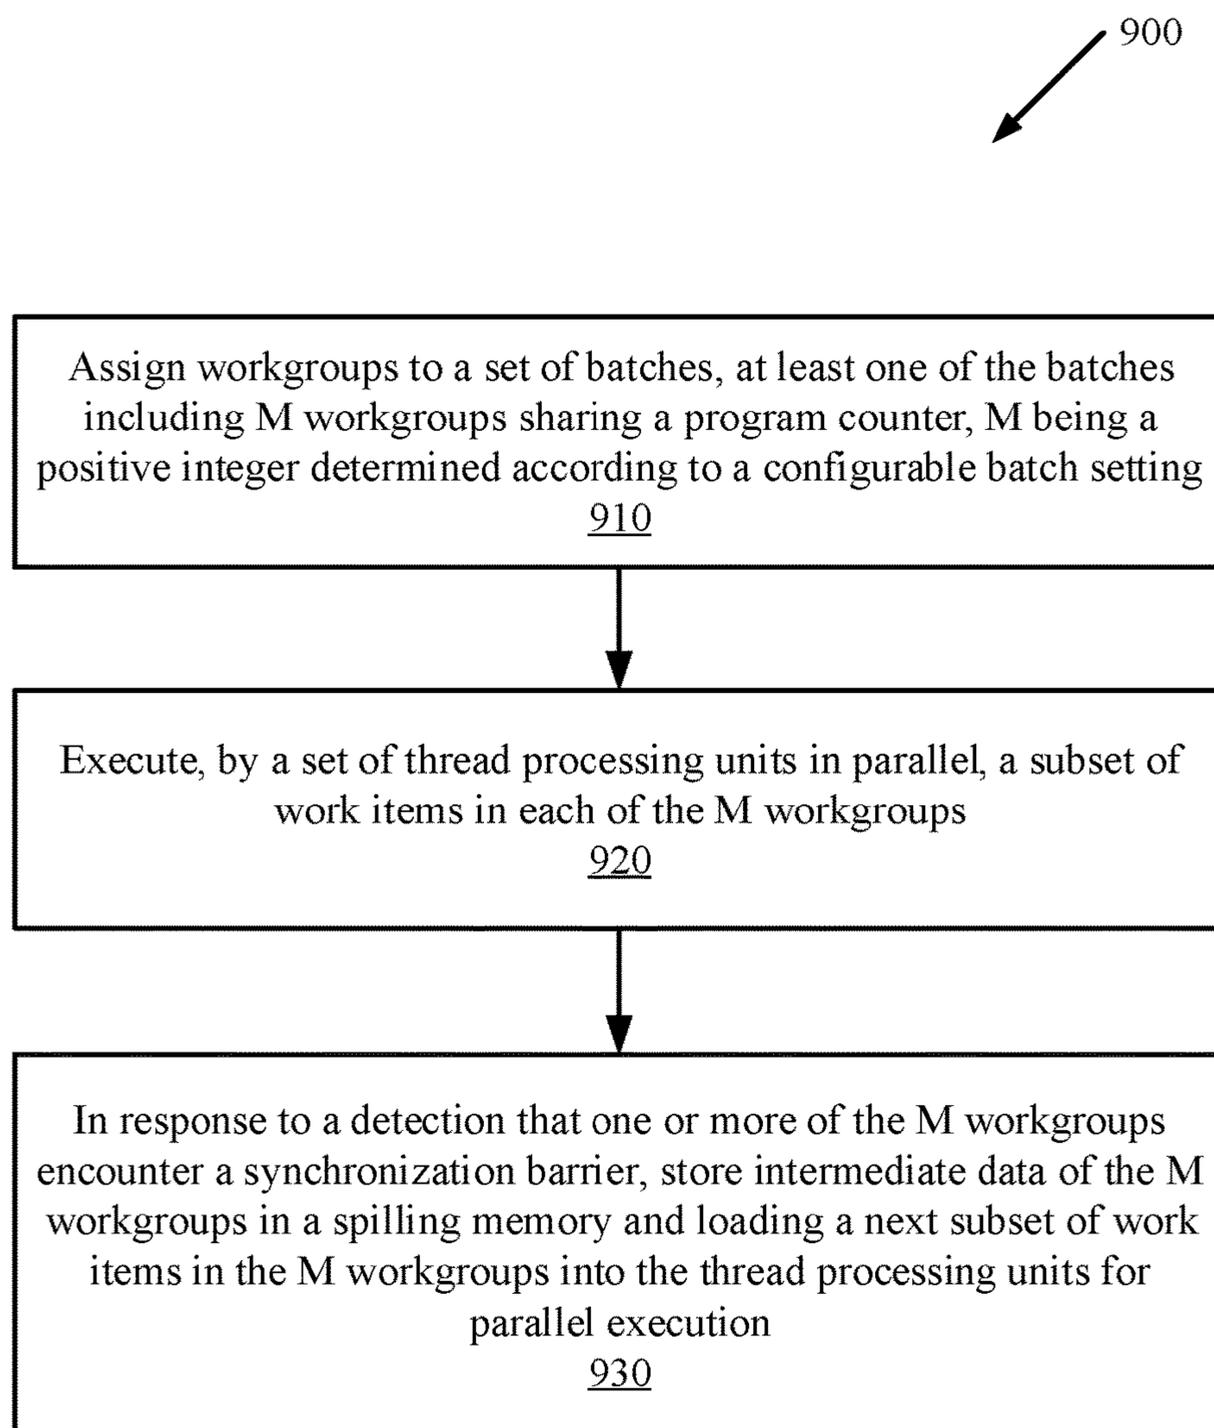 900
Assign workgroups to a set of batches, at least one of the batches
including M workgroups sharing a program counter, M being a
positive integer determined according to a configurable batch setting
910
Execute, by a set of thread processing units in parallel, a subset of
work items in each of the M workgroups
920
In response to a detection that one or more of the M workgroups
encounter a synchronization barrier, store intermediate data of the M
workgroups in a spilling memory and loading a next subset of work
items in the M workgroups into the thread processing units for
parallel execution
930